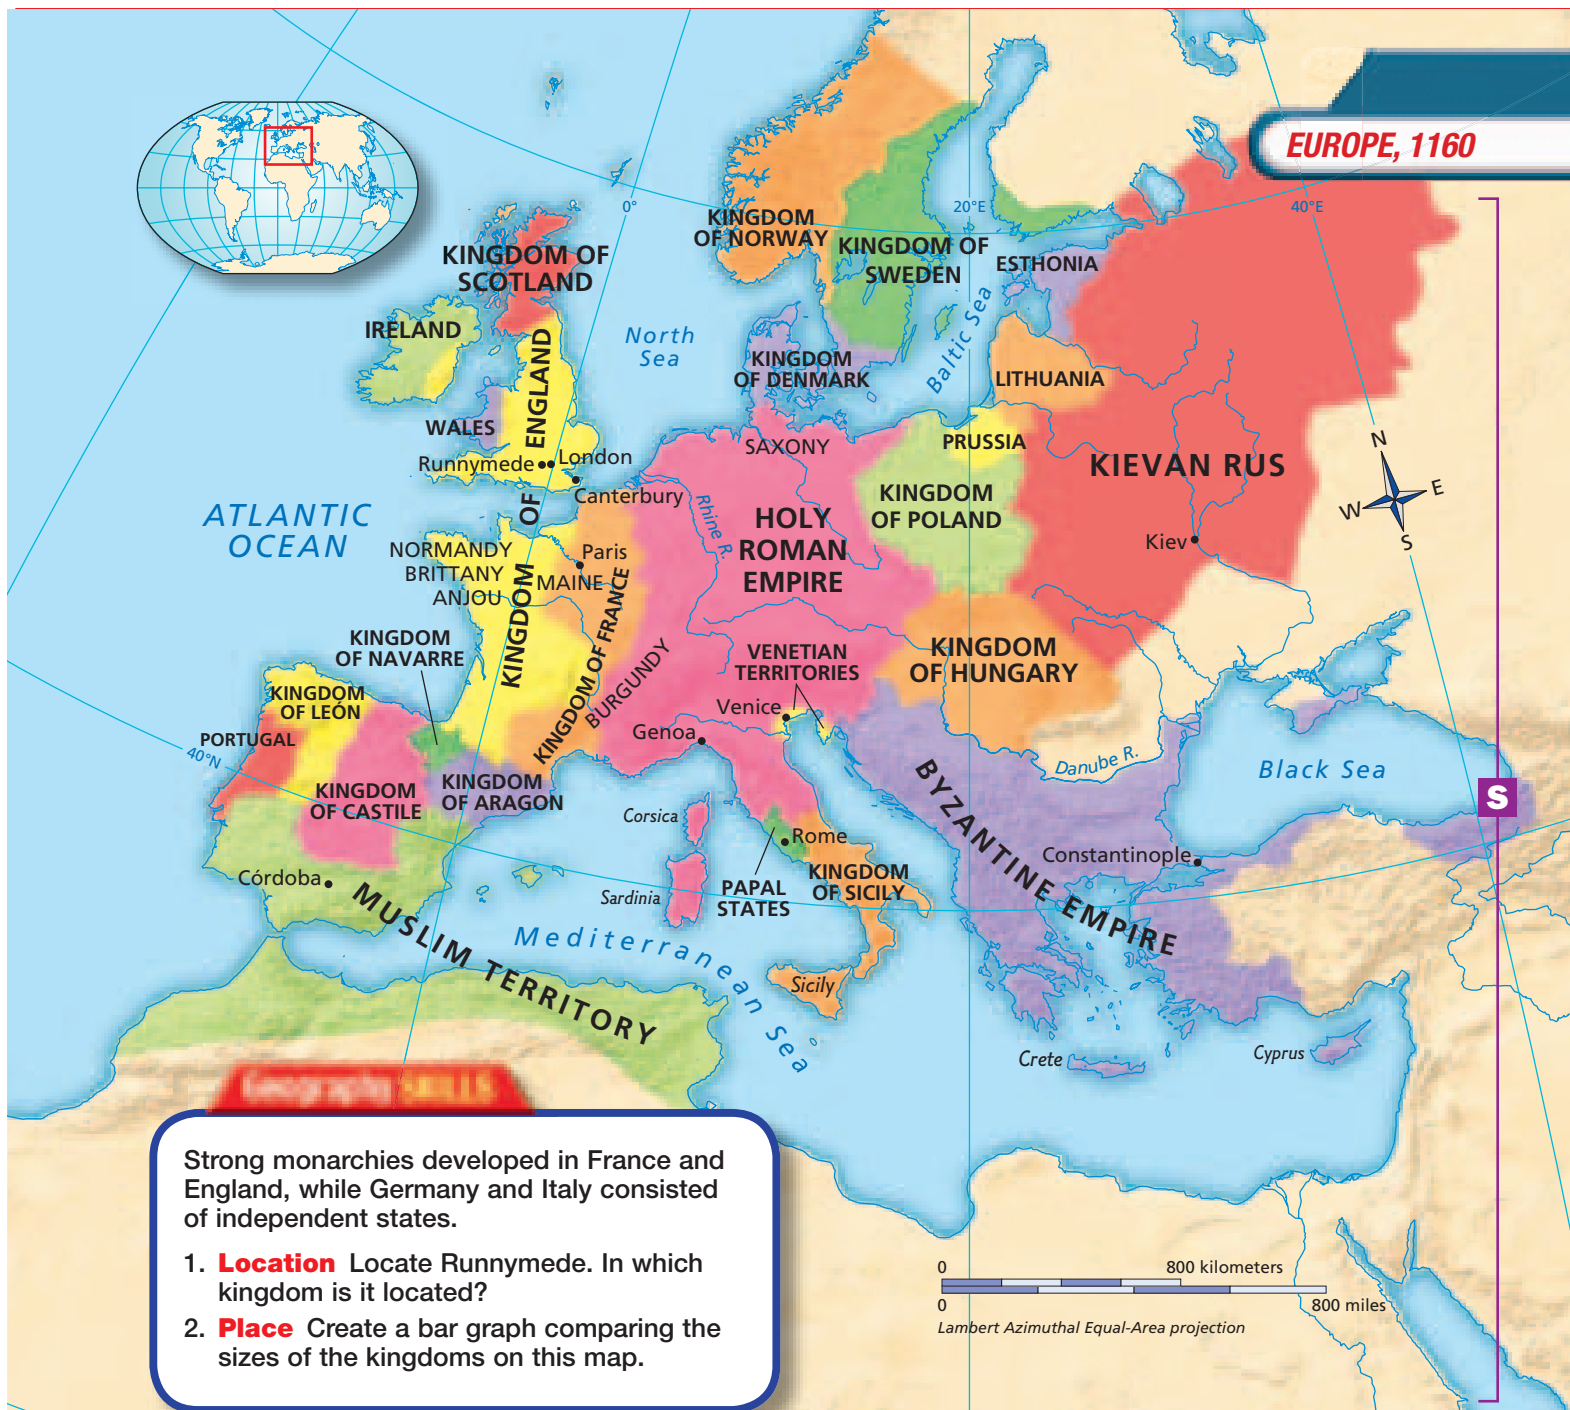 EUROPE, 1160
0°
20°E
40°E
KINGDOM
OF NORWAY
KINGDOM OF
SWEDEN
ESTHONIA
KINGDOM OF
SCOTLAND
IRELAND
North
Sea
Baltic Sea
KINGDOM
OF DENMARK
LITHUANIA
WALES
KINGDOM OF ENGLAND
Runnymede
London
Canterbury
SAXONY
PRUSSIA
KIEVAN RUS
N
E
W
S
ATLANTIC
OCEAN
Rhine R.
HOLY
ROMAN
EMPIRE
KINGDOM
OF POLAND
Kiev
NORMANDY
BRITTANY
ANJOU
MAINE
Paris
KINGDOM OF FRANCE
BURGUNDY
KINGDOM
OF NAVARRE
VENETIAN
TERRITORIES
KINGDOM
OF HUNGARY
KINGDOM
OF LEÓN
Venice
Genoa
PORTUGAL
40°N
KINGDOM
OF CASTILE
KINGDOM
OF ARAGON
Danube R.
Black Sea
S
Corsica
Rome
BYZANTINE EMPIRE
Constantinople
Córdoba
Sardinia
PAPAL
STATES
KINGDOM
OF SICILY
MUSLIM TERRITORY
Mediterranean Sea
Sicily
Crete
Cyprus
Geography SKILLS
Strong monarchies developed in France and
England, while Germany and Italy consisted
of independent states.
1. Location Locate Runnymede. In which
kingdom is it located?
2. Place Create a bar graph comparing the
sizes of the kingdoms on this map.
0 800 kilometers
0 800 miles
Lambert Azimuthal Equal-Area projection